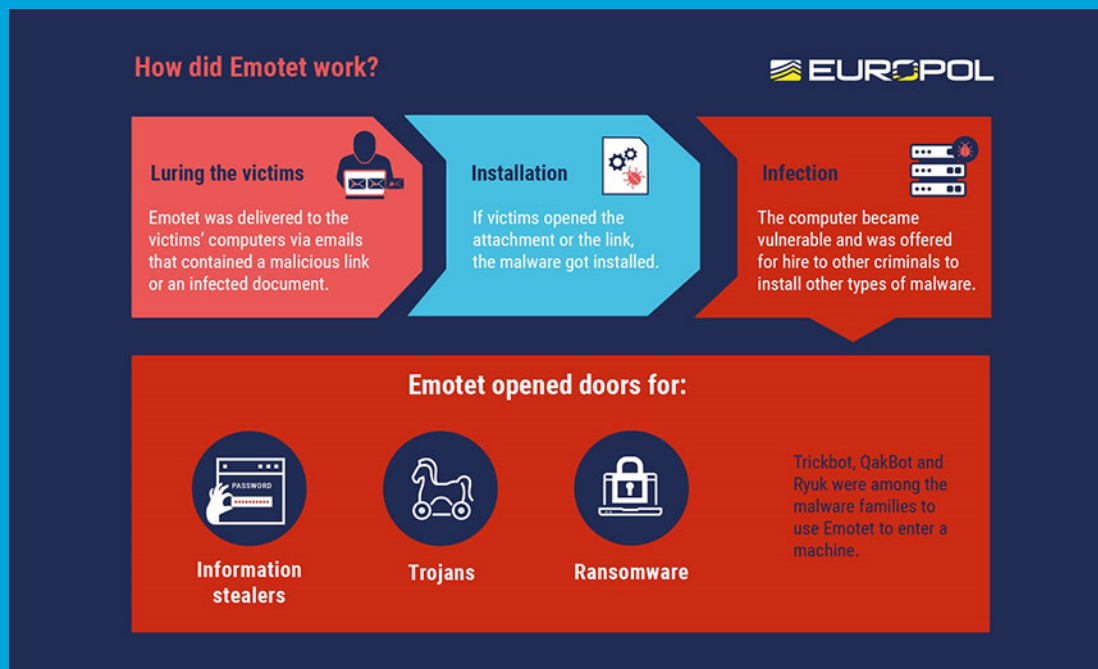 How did Emotet work?
EUROPOL
Luring the victims
Emotet was delivered to the
victims' computers via emails
that contained a malicious link
or an infected document.
Installation
If victims opened the
attachment or the link,
the malware got installed.
Infection
The computer became
vulnerable and was offered
for hire to other criminals to
install other types of malware.
Emotet opened doors for:
PASSWORD
Information
stealers
Trojans
Ransomware
Trickbot, QakBot and
Ryuk were among the
malware families to
use Emotet to enter a
machine.